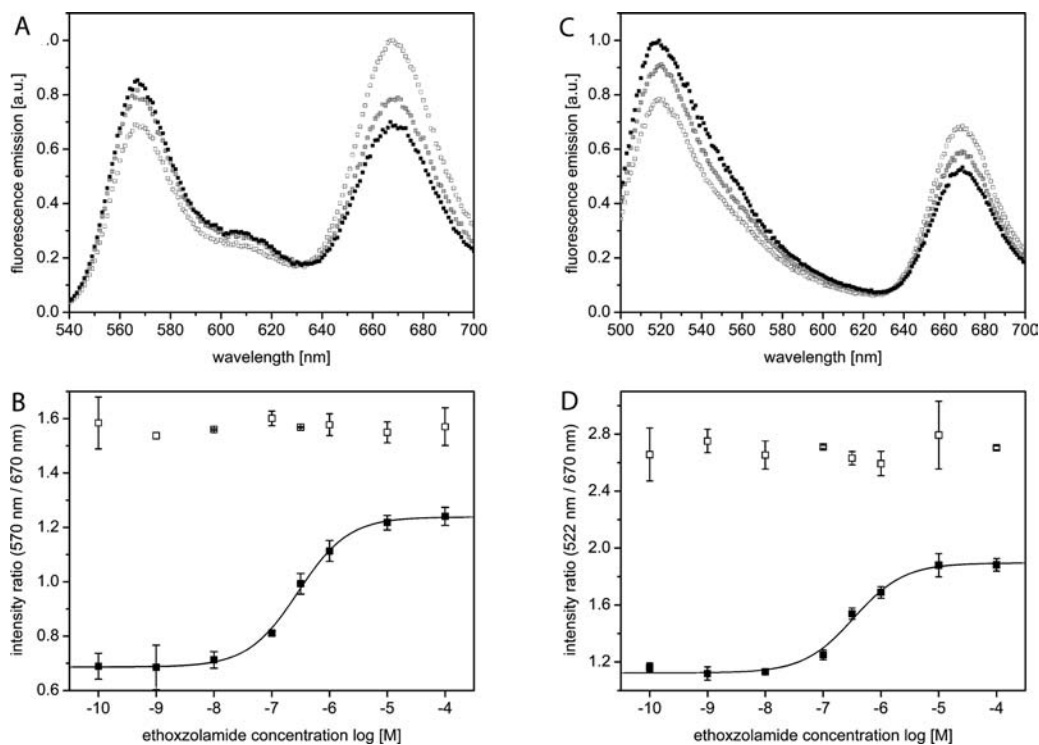 A
.0
0.8
0.6
0.4
0.2
0.0
fluorescence emission [a.u.]
540 560 580 600 620 640 660 680 700
wavelength [nm]
C
1.0
0.8
0.6
0.4
0.2
0.0
fluorescence emission [a.u.]
500 520 540 560 580 600 620 640 660 680 700
wavelength [nm]
B
1.6
1.4
1.2
1.0
0.8
0.6
intensity ratio (570 nm / 670 nm)
-10 -9 -8 -7 -6 -5 -4
ethoxzolamide concentration log [M]
D
2.8
2.4
2.0
1.6
1.2
intensity ratio (522 nm / 670 nm)
-10 -9 -8 -7 -6 -5 -4
ethoxzolamide concentration log [M]